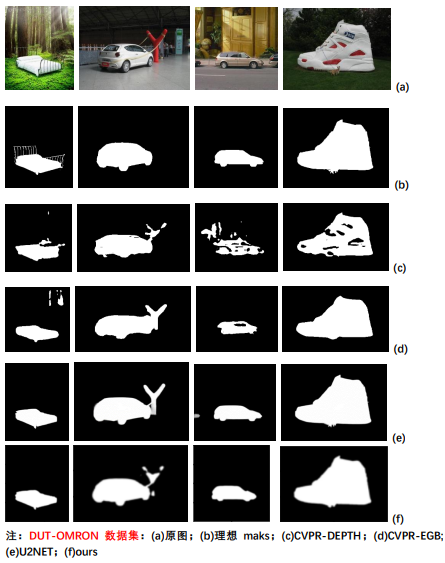 (a)
(b)
(c)
(d)
(e)
(f)
注：DUT-OMRON 数据集：(a)原图；(b)理想 maks；(c)CVPR-DEPTH；(d)CVPR-EGB;
(e)U2NET；(f)ours